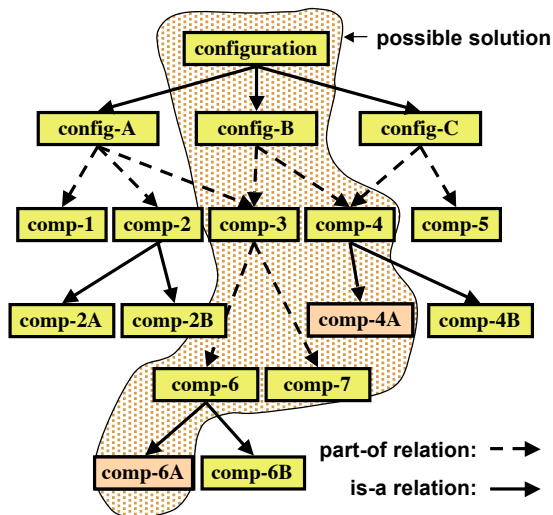 configuration
possible solution
config-A
config-B
config-C
comp-1
comp-2
comp-3
comp-4
comp-5
comp-2A
comp-2B
comp-4A
comp-4B
comp-6
comp-7
comp-6A
comp-6B
part-of relation:
is-a relation: